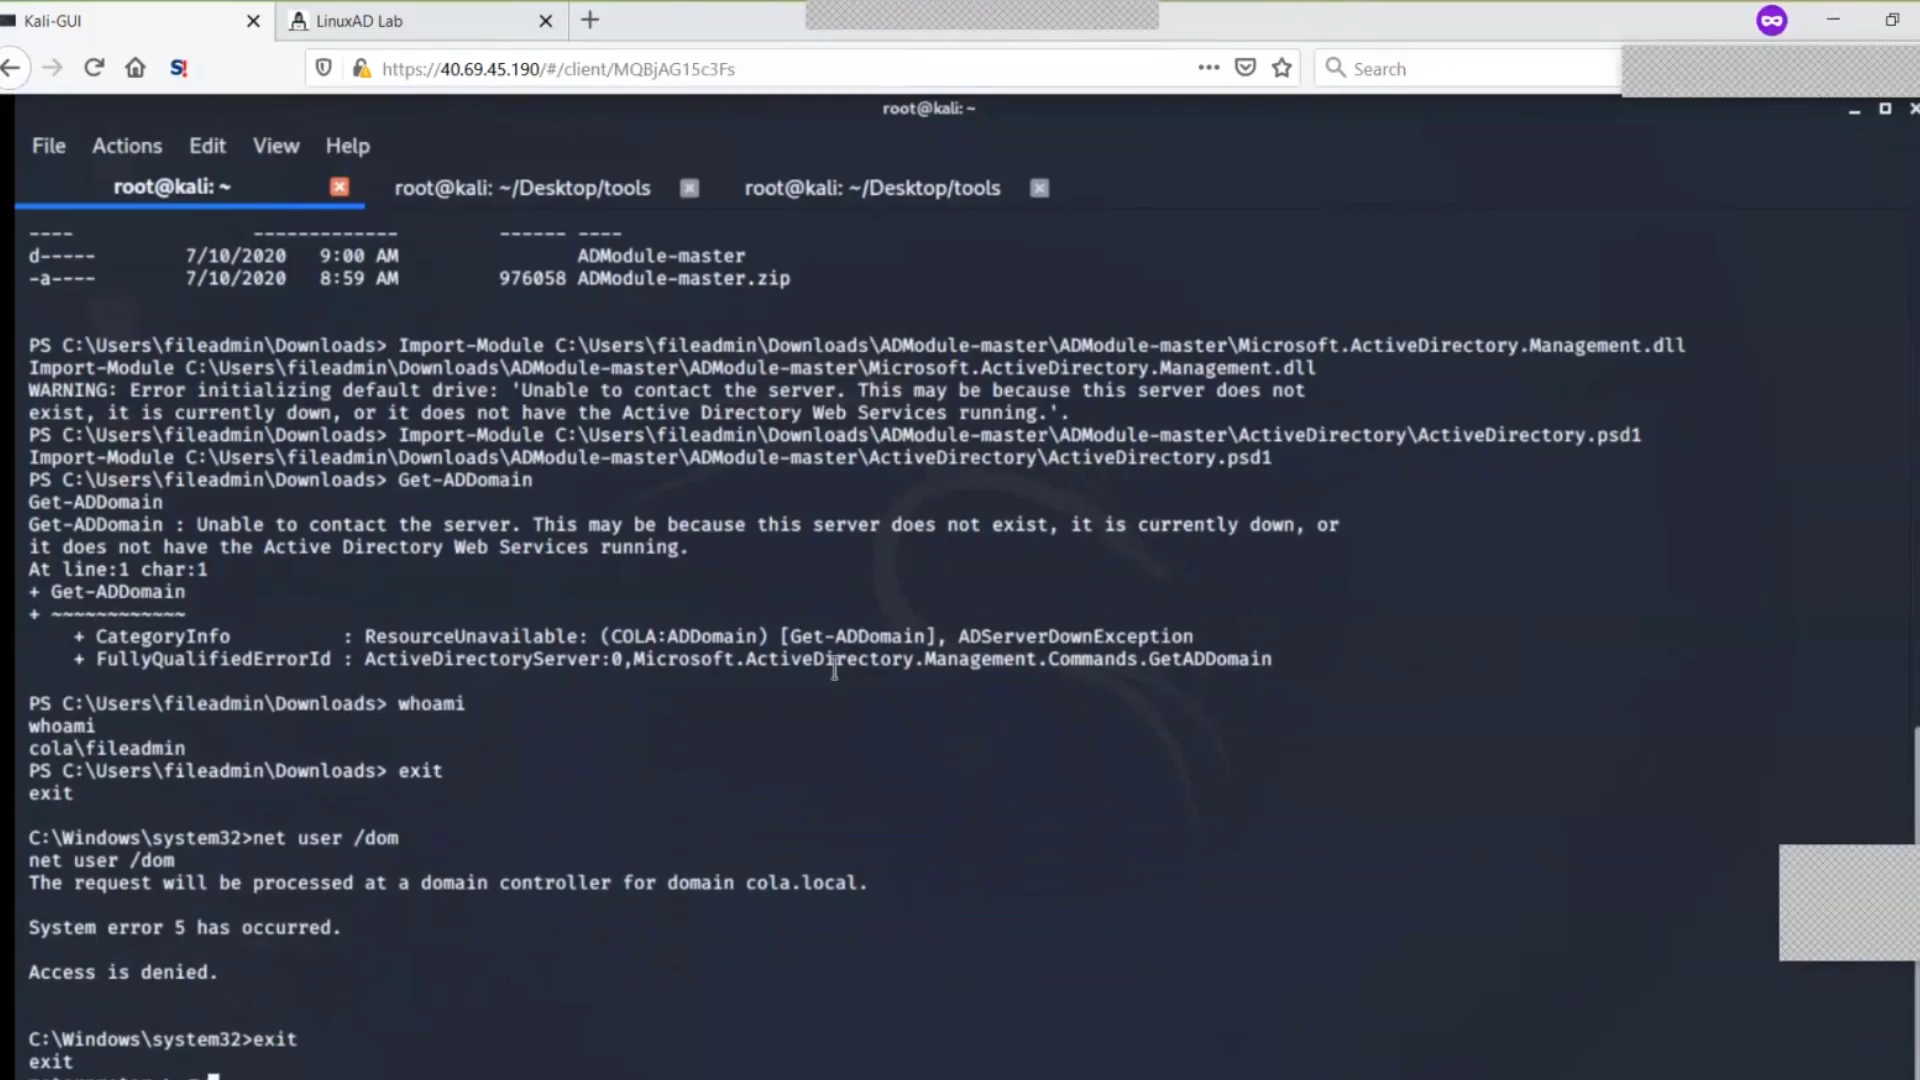 Kali-GUI
LinuxAD Lab
https://40.69.45.190/#/client/MQBjAG15c3Fs
Search
root@kali: ~
File Actions Edit View Help
root@kali: ~
root@kali: ~/Desktop/tools
root@kali: ~/Desktop/tools
---- ------------- ------ ----
d----- 7/10/2020 9:00 AM ADModule-master
-a---- 7/10/2020 8:59 AM 976058 ADModule-master.zip
PS C:\Users\fileadmin\Downloads> Import-Module C:\Users\fileadmin\Downloads\ADModule-master\ADModule-master\Microsoft.ActiveDirectory.Management.dll
Import-Module C:\Users\fileadmin\Downloads\ADModule-master\ADModule-master\Microsoft.ActiveDirectory.Management.dll
WARNING: Error initializing default drive: 'Unable to contact the server. This may be because this server does not
exist, it is currently down, or it does not have the Active Directory Web Services running.'.
PS C:\Users\fileadmin\Downloads> Import-Module C:\Users\fileadmin\Downloads\ADModule-master\ADModule-master\ActiveDirectory\ActiveDirectory.psd1
Import-Module C:\Users\fileadmin\Downloads\ADModule-master\ADModule-master\ActiveDirectory\ActiveDirectory.psd1
PS C:\Users\fileadmin\Downloads> Get-ADDomain
Get-ADDomain
Get-ADDomain : Unable to contact the server. This may be because this server does not exist, it is currently down, or
it does not have the Active Directory Web Services running.
At line:1 char:1
+ Get-ADDomain
+ ~~~~~~~~~~~~
+ CategoryInfo : ResourceUnavailable: (COLA:ADDomain) [Get-ADDomain], ADServerDownException
+ FullyQualifiedErrorId : ActiveDirectoryServer:0,Microsoft.ActiveDirectory.Management.Commands.GetADDomain
PS C:\Users\fileadmin\Downloads> whoami
whoami
cola\fileadmin
PS C:\Users\fileadmin\Downloads> exit
exit
C:\Windows\system32>net user /dom
net user /dom
The request will be processed at a domain controller for domain cola.local.
System error 5 has occurred.
Access is denied.
C:\Windows\system32>exit
exit